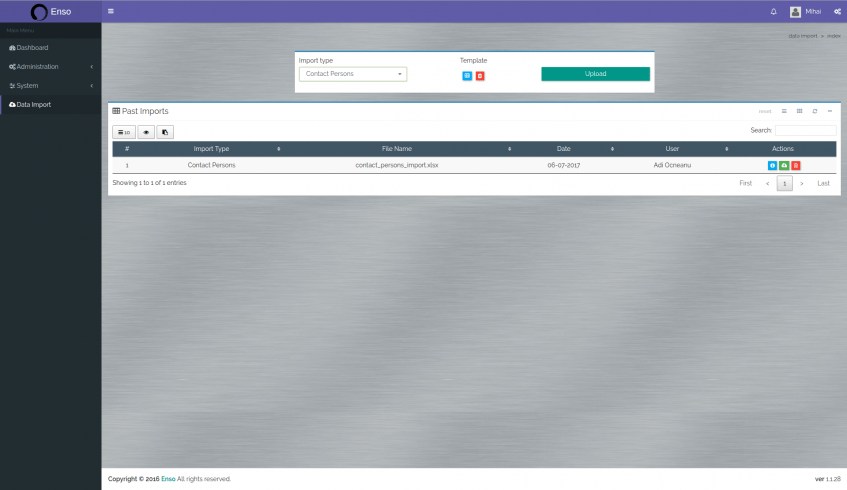 Enso
Mihai
Main Menu
data import > index
Dashboard
Administration
System
Data Import
Import type
Template
Contact Persons
Upload
Past Imports
reset
10
Search:
# Import Type File Name Date User Actions
1 Contact Persons contact_persons_import.xlsx 06-07-2017 Adi Ocneanu
Showing 1 to 1 of 1 entries
First < 1 > Last
Copyright © 2016 Enso All rights reserved.
ver 1.1.28